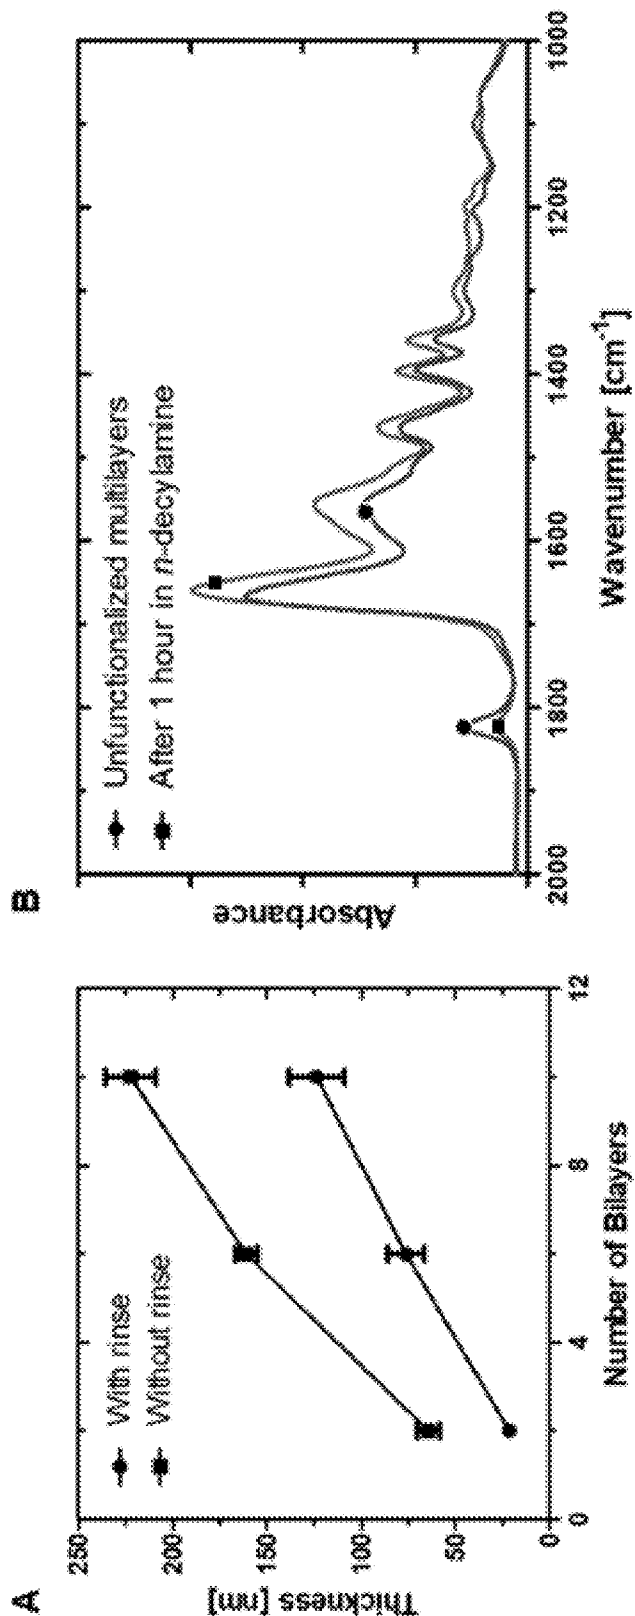 A
Thickness [nm]
250
200
150
100
50
0
With rinse
Without rinse
0 4 8 12
Number of Bilayers
B
Absorbance
Unfunctionalized multilayers
After 1 hour in n-decylamine
2000 1800 1600 1400 1200 1000
Wavenumber [cm-1]